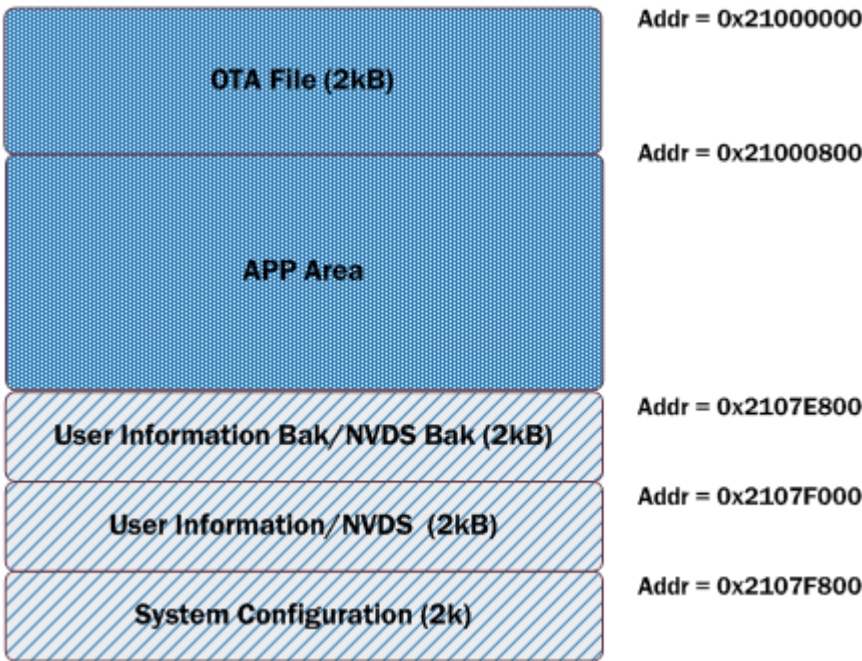 Addr = 0x21000000
OTA File (2kB)
Addr = 0x21000800
APP Area
Addr = 0x2107E800
User Information Bak/NVDS Bak (2kB)
Addr = 0x2107F000
User Information/NVDS (2kB)
Addr = 0x2107F800
System Configuration (2k)